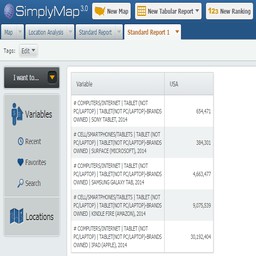 SimplyMap 3.0
New Map
New Tabular Report
New Ranking
Map
Location Analysis
Standard Report
Standard Report 1
Tags:
Edit
I want to...
Variables
Recent
Favorites
Search
Locations
Variable
USA
# COMPUTERS/INTERNET | TABLET (NOT
PC/LAPTOP) | TABLET(NOT PC/LAPTOP)-BRANDS
OWNED | SONY TABLET, 2014
654,471
# CELL/SMARTPHONES/TABLETS | TABLET (NOT
PC/LAPTOP) | TABLET(NOT PC/LAPTOP)-BRANDS
OWNED | SURFACE (MICROSOFT), 2014
384,201
# COMPUTERS/INTERNET | TABLET (NOT
PC/LAPTOP) | TABLET(NOT PC/LAPTOP)-BRANDS
OWNED | SAMSUNG GALAXY TAB, 2014
4,663,477
# CELL/SMARTPHONES/TABLETS | TABLET (NOT
PC/LAPTOP) | TABLET(NOT PC/LAPTOP)-BRANDS
OWNED | KINDLE FIRE (AMAZON), 2014
9,075,539
# COMPUTERS/INTERNET | TABLET (NOT
PC/LAPTOP) | TABLET(NOT PC/LAPTOP)-BRANDS
OWNED | IPAD (APPLE), 2014
30,192,404